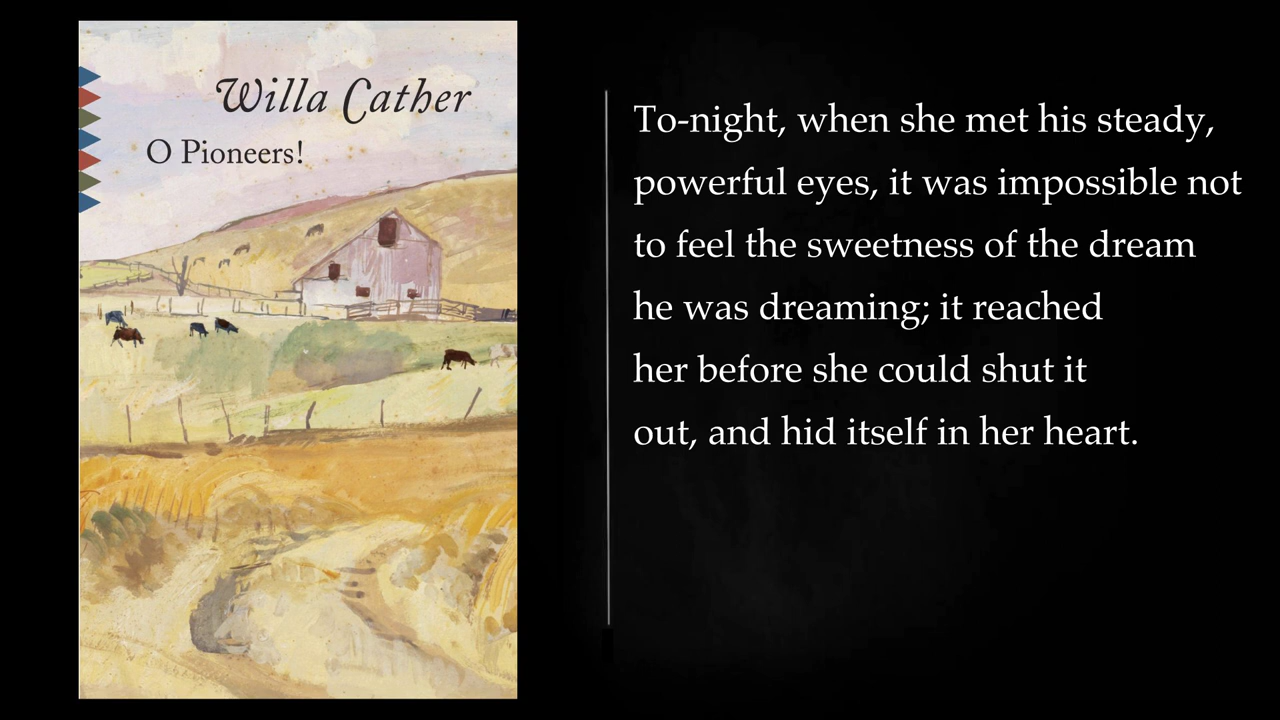 Willa Cather
O Pioneers!
To-night, when she met his steady,
powerful eyes, it was impossible not
to feel the sweetness of the dream
he was dreaming; it reached
her before she could shut it
out, and hid itself in her heart.